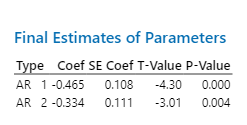 Final Estimates of Parameters
Type Coef SE Coef T-Value P-Value
AR 1 -0.465 0.108 -4.30 0.000
AR 2 -0.334 0.111 -3.01 0.004